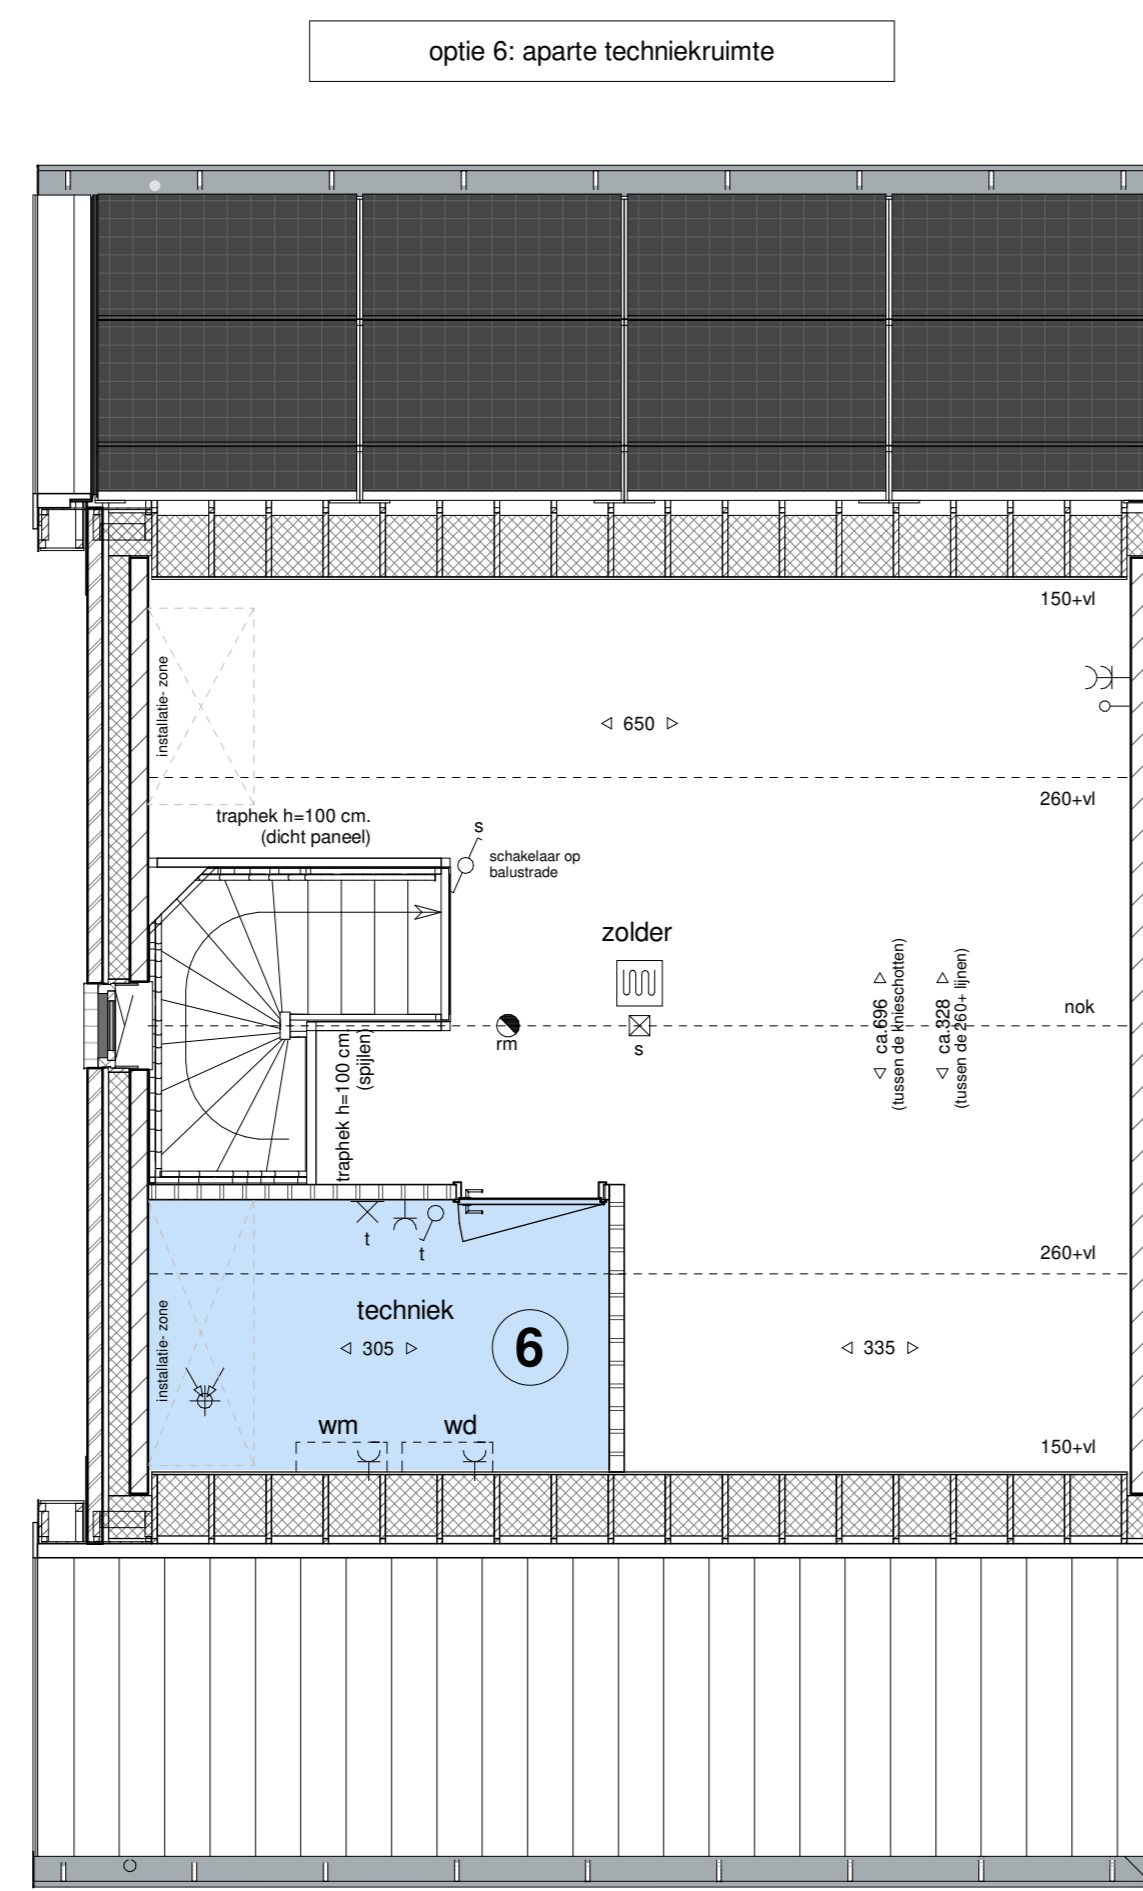 optie 6: aparte techniekruimte
150+vl
installatie- zone
650
260+vl
traphek h=100 cm.
(dicht paneel)
s
schakelaar op
balustrade
zolder
s
rm
nok
ca.696
(tussen de knieschotten)
ca.328
(tussen de 260+ lijnen)
traphek h=100 cm.
(spijlen)
t
t
260+vl
techniek
305
6
335
installatie- zone
wm
wd
150+vl